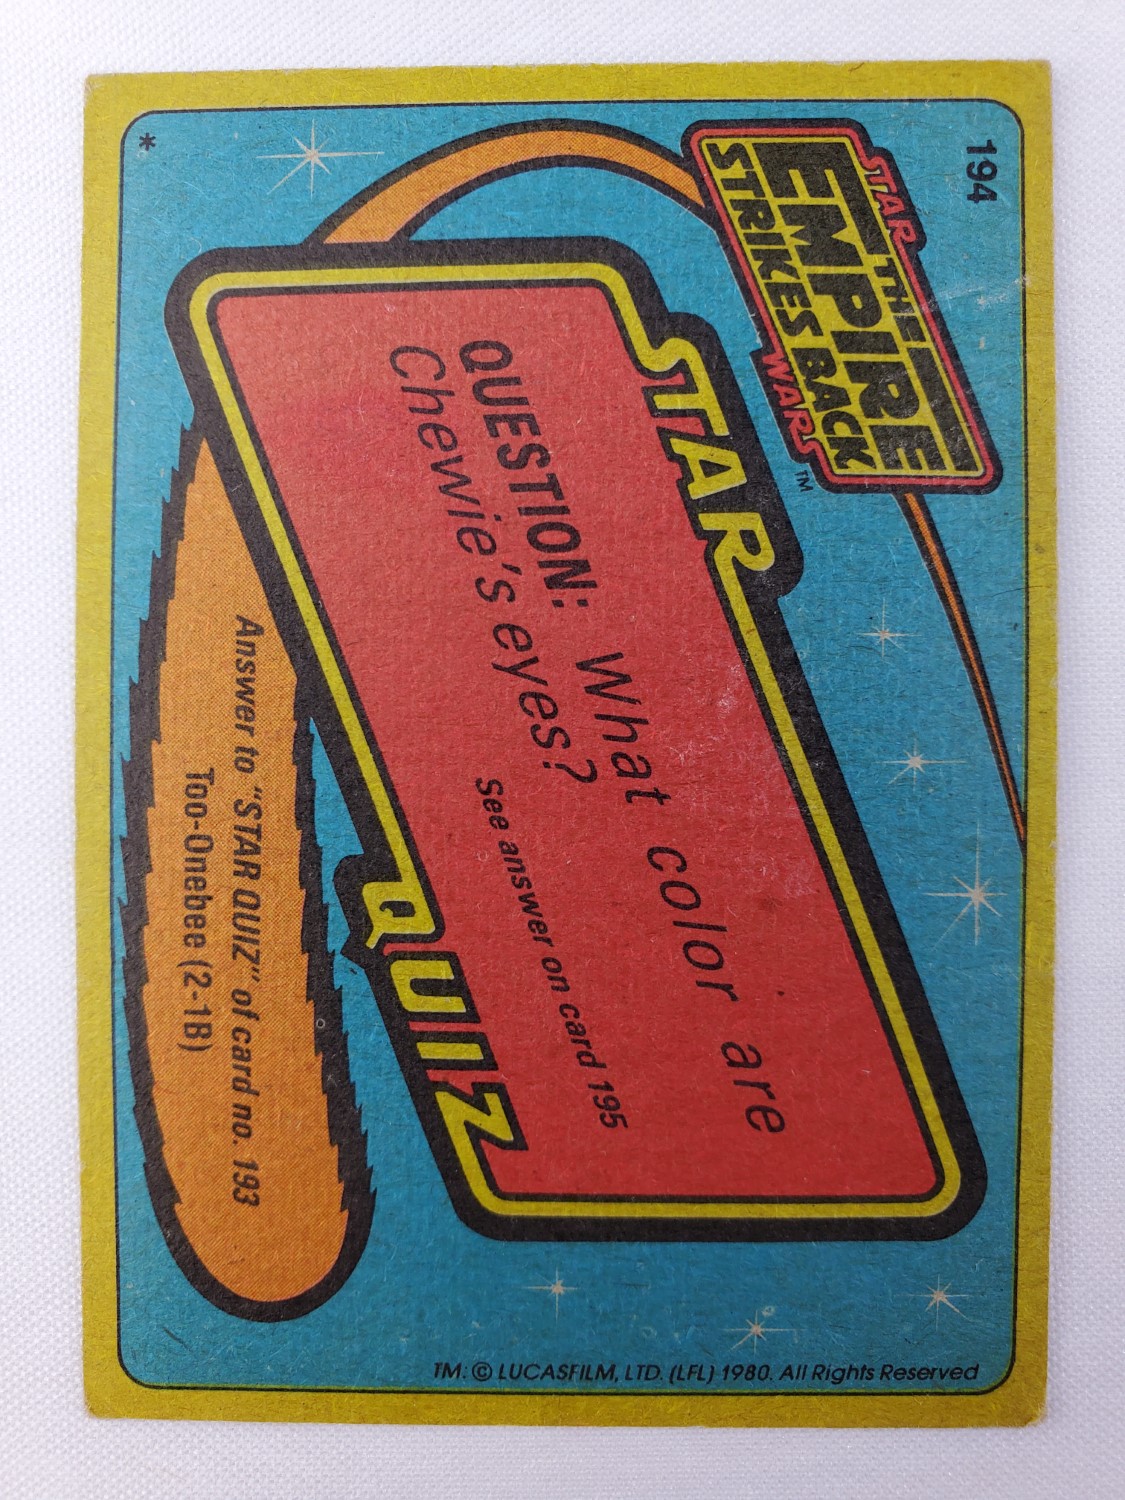 194
STAR
THE
EMPIRE
STRIKES BACK
WARS™
STAR
QUESTION: What color are
Chewie's eyes?
See answer on card 195
QUIZ
Answer to "STAR QUIZ" of card no. 193
Too-Onebee (2-1B)
*
TM: © LUCASFILM, LTD. (LFL) 1980. All Rights Reserved